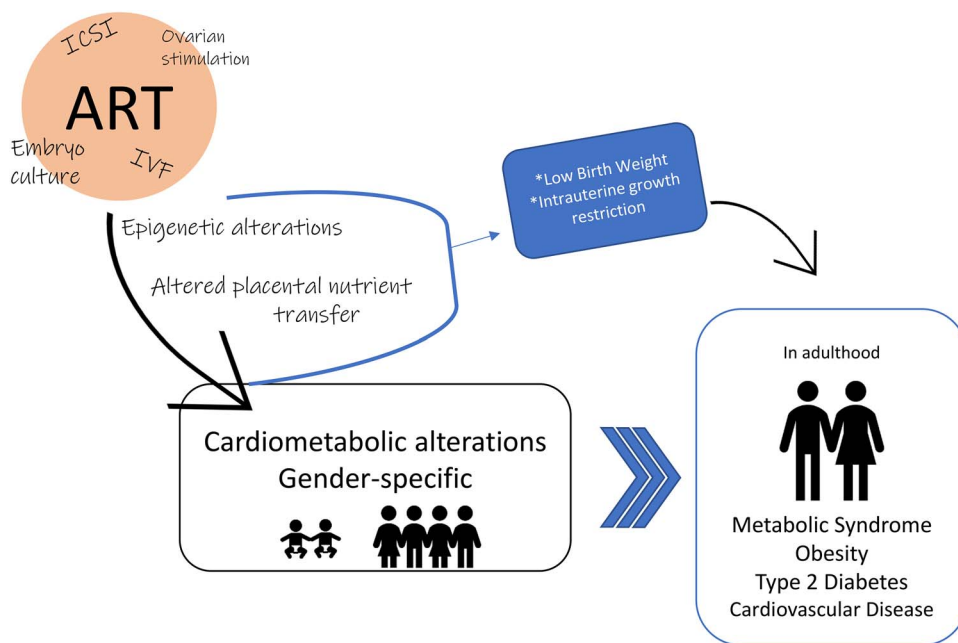 ICSI
Ovarian
stimulation
ART
Embryo
culture
IVF
Epigenetic alterations
Altered placental nutrient
transfer
*Low Birth Weight
*Intrauterine growth
restriction
Cardiometabolic alterations
Gender-specific
In adulthood
Metabolic Syndrome
Obesity
Type 2 Diabetes
Cardiovascular Disease